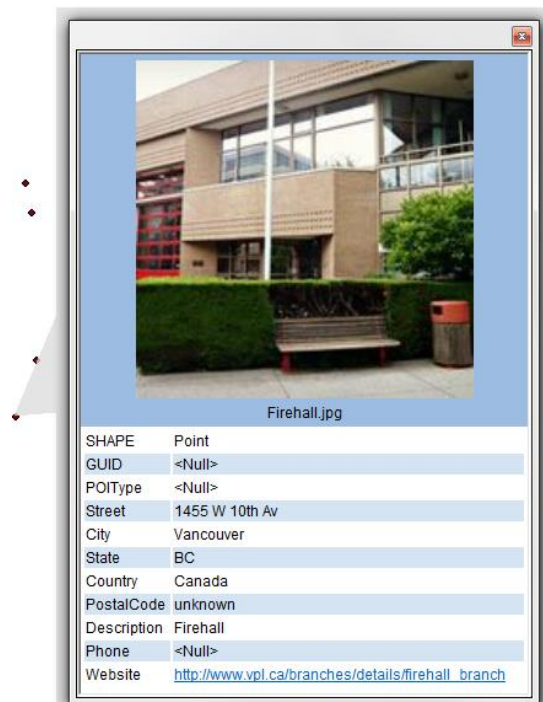 Firehall.jpg
SHAPE Point
GUID <Null>
POIType <Null>
Street 1455 W 10th Av
City Vancouver
State BC
Country Canada
PostalCode unknown
Description Firehall
Phone <Null>
Website http://www.vpl.ca/branches/details/firehall_branch